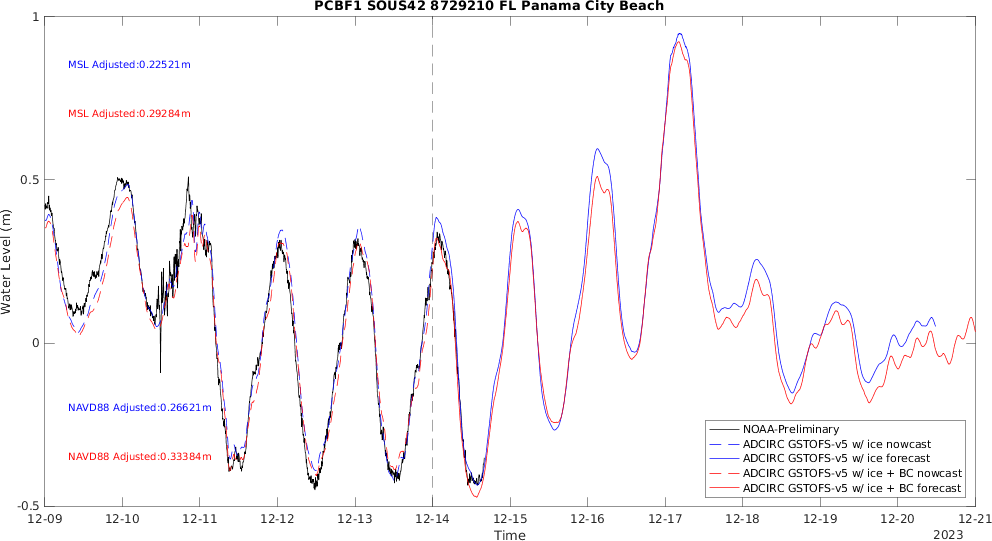 PCBF1 SOUS42 8729210 FL Panama City Beach
1
MSL Adjusted:0.22521m
MSL Adjusted:0.29284m
0.5
Water Level (m)
0
NAVD88 Adjusted:0.26621m
NAVD88 Adjusted:0.33384m
NOAA-Preliminary
ADCIRC GSTOFS-v5 w/ ice nowcast
ADCIRC GSTOFS-v5 w/ ice forecast
ADCIRC GSTOFS-v5 w/ ice + BC nowcast
ADCIRC GSTOFS-v5 w/ ice + BC forecast
-0.5
12-09 12-10 12-11 12-12 12-13 12-14 12-15 12-16 12-17 12-18 12-19 12-20 12-21
Time
2023